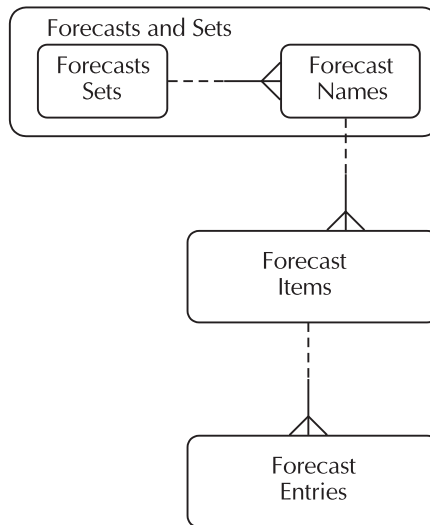 Forecasts and Sets
Forecasts
Sets
Forecast
Names
Forecast
Items
Forecast
Entries